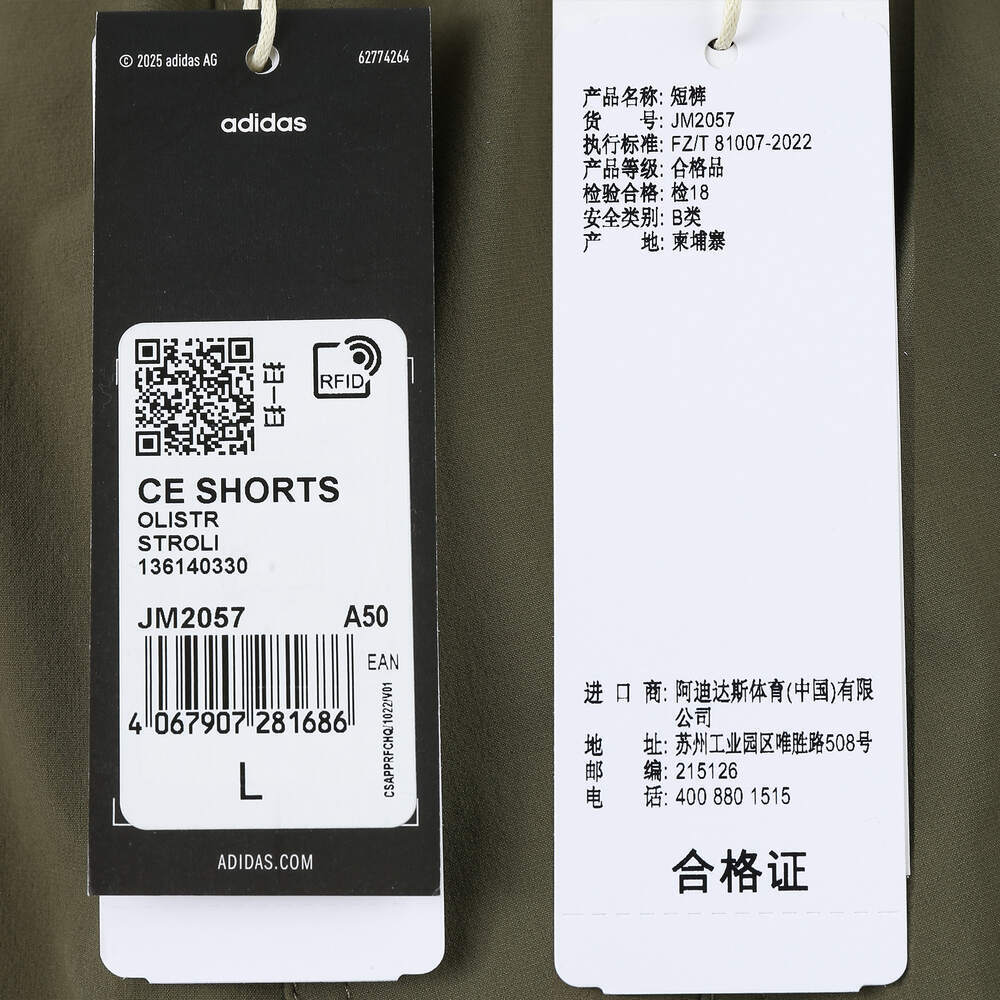 © 2025 adidas AG
62774264
adidas
扫一扫
RFID
CE SHORTS
OLISTR
STROLI
136140330
JM2057 A50
EAN
4 067907 281686
CSAPPRFCHQ/1022/V01
L
ADIDAS.COM
产品名称: 短裤
货 号: JM2057
执行标准: FZ/T 81007-2022
产品等级: 合格品
检验合格: 检18
安全类别: B类
产 地: 柬埔寨
进 口 商: 阿迪达斯体育(中国)有限
公司
地 址: 苏州工业园区唯胜路508号
邮 编: 215126
电 话: 400 880 1515
合格证